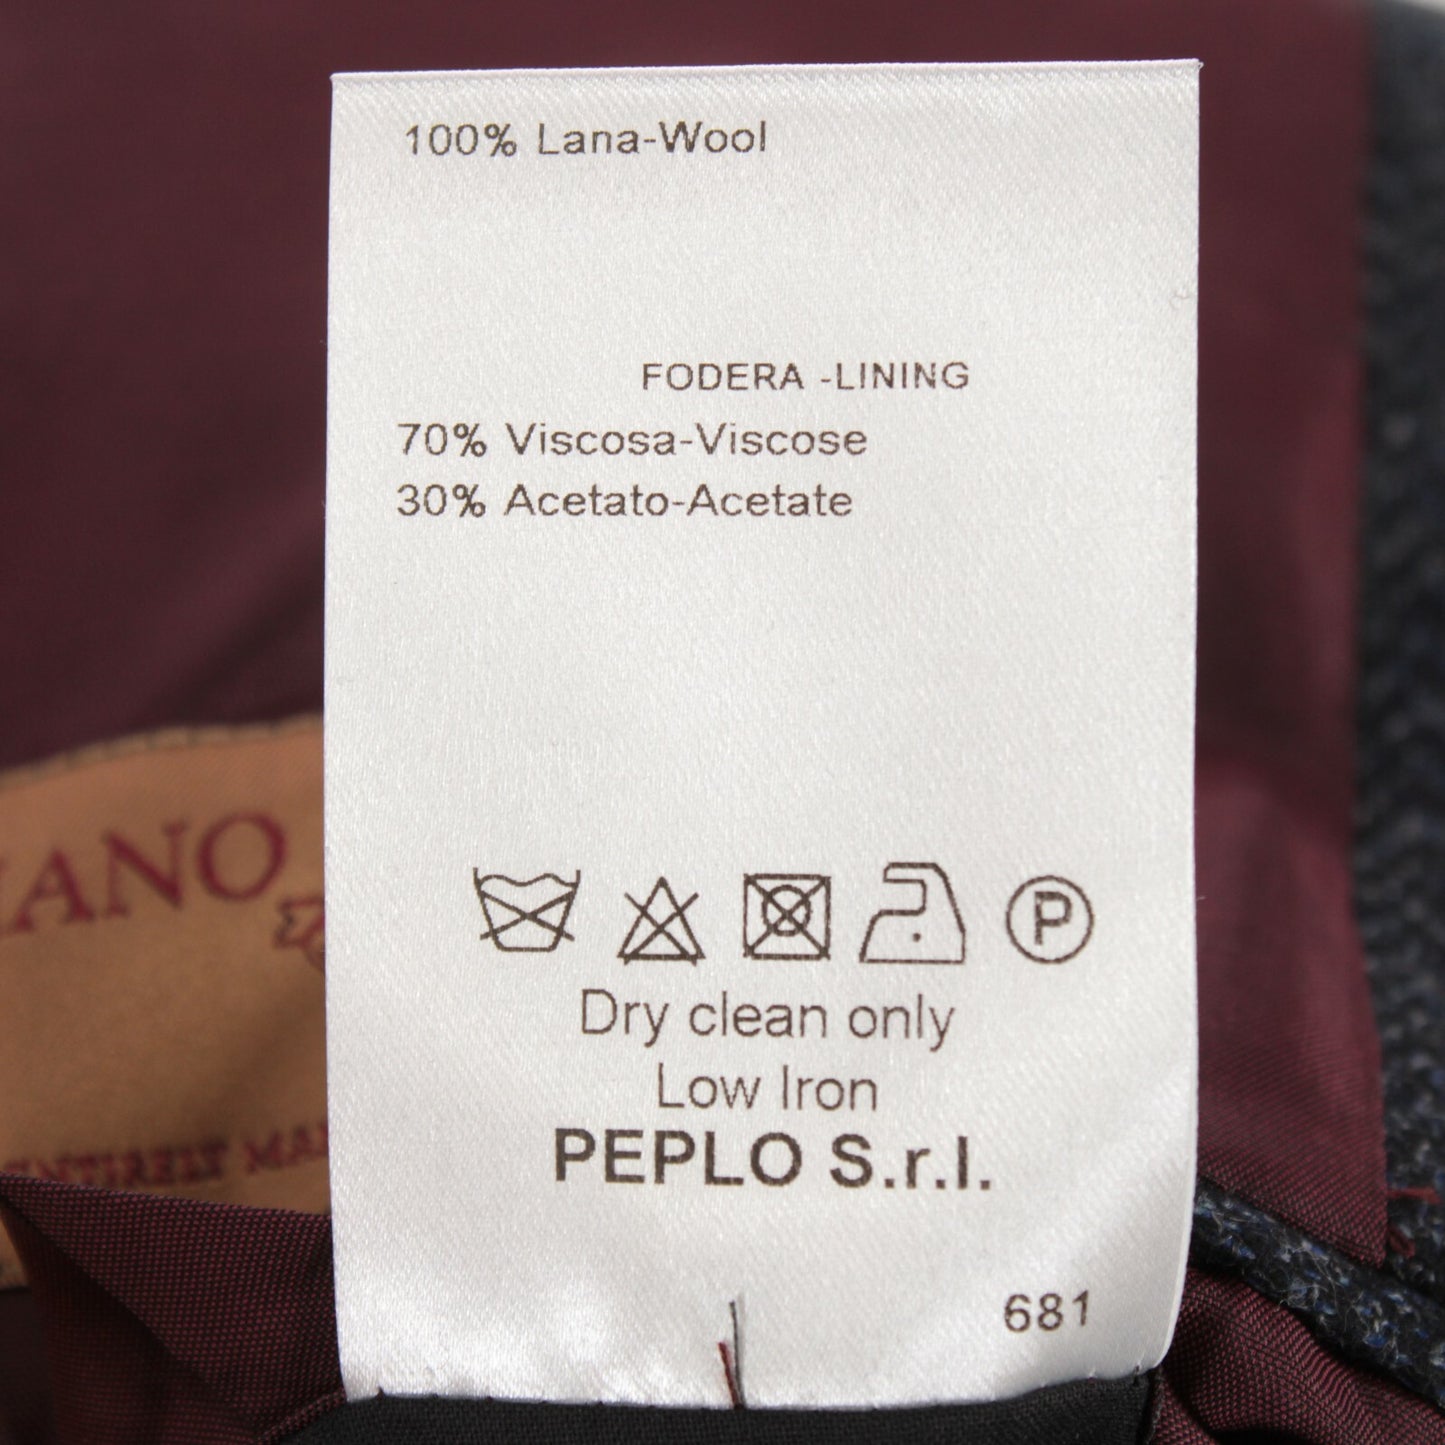 100% Lana-Wool
FODERA -LINING
70% Viscosa-Viscose
30% Acetato-Acetate
P
Dry clean only
Low Iron
PEPLO S.r.l.
681